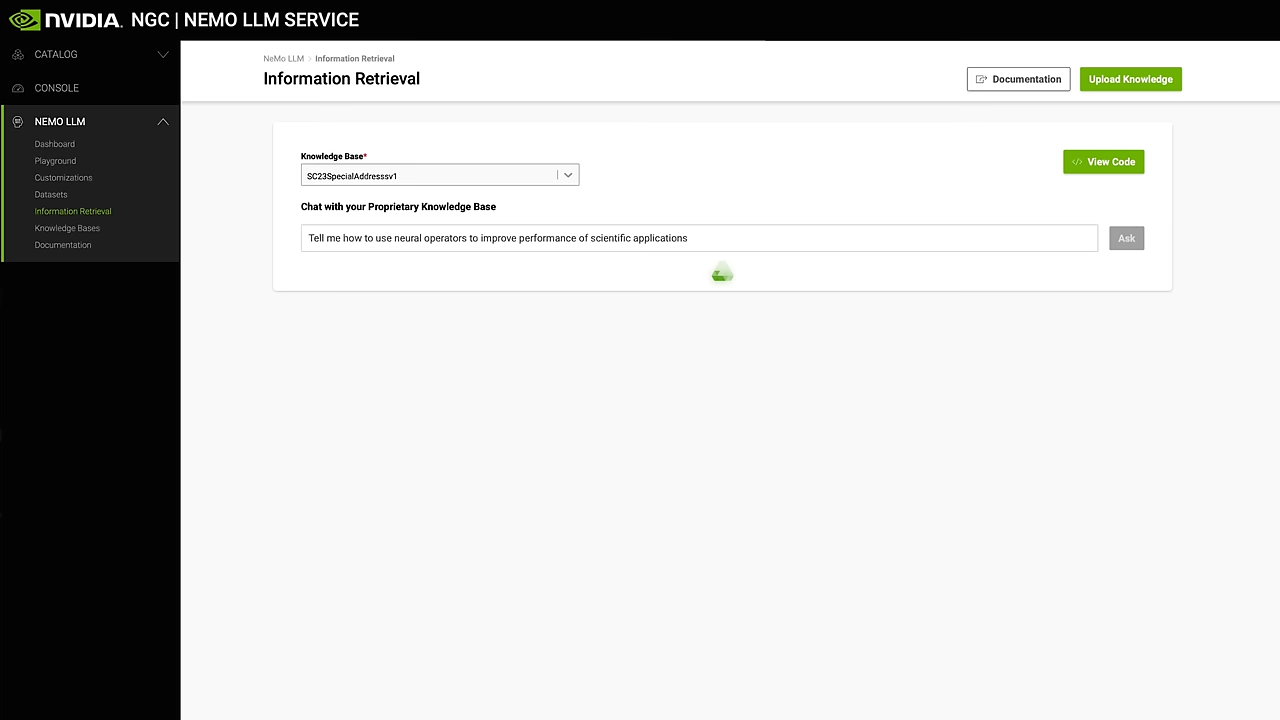 NVIDIA. NGC | NEMO LLM SERVICE
CATALOG
CONSOLE
NEMO LLM
Dashboard
Playground
Customizations
Datasets
Information Retrieval
Knowledge Bases
Documentation
NeMo LLM > Information Retrieval
Information Retrieval
Documentation
Upload Knowledge
Knowledge Base*
SC23SpecialAddresssv1
</> View Code
Chat with your Proprietary Knowledge Base
Tell me how to use neural operators to improve performance of scientific applications
Ask